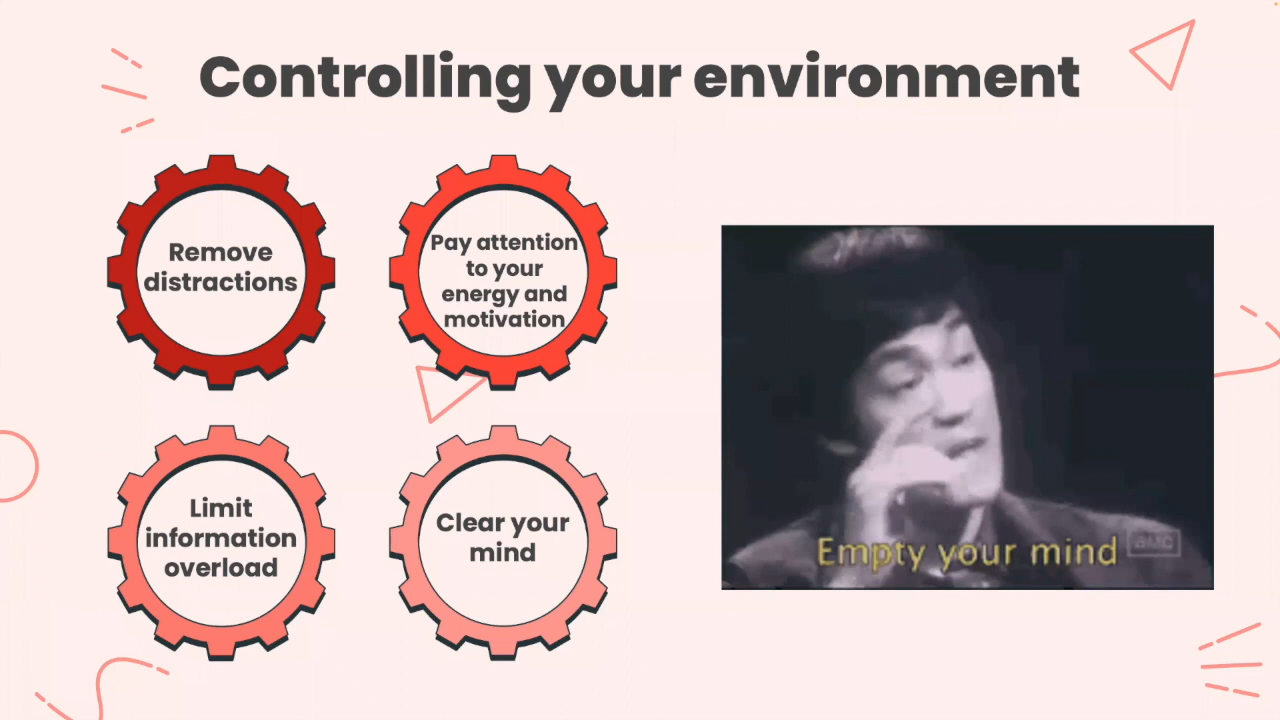 Controlling your environment
Remove
distractions
Pay attention
to your
energy and
motivation
Limit
information
overload
Clear your
mind
Empty your mind
amc